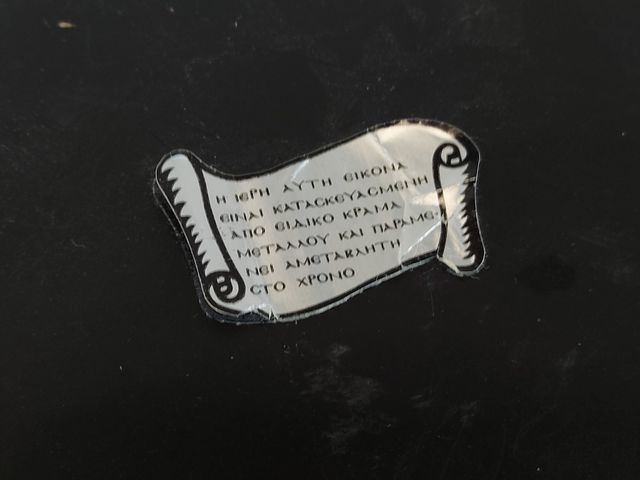 Η ΙΕΡΗ ΑΥΤΗ ΕΙΚΟΝΑ
ΕΙΝΑΙ ΚΑΤΑΣΚΕΥΑΣΜΕΝΗ
ΑΠΟ ΕΙΔΙΚΟ ΚΡΑΜΑ
ΜΕΤΑΛΛΟΥ ΚΑΙ ΠΑΡΑΜΕ-
ΝΕΙ ΑΜΕΤΑΒΛΗΤΗ
ΣΤΟ ΧΡΟΝΟ